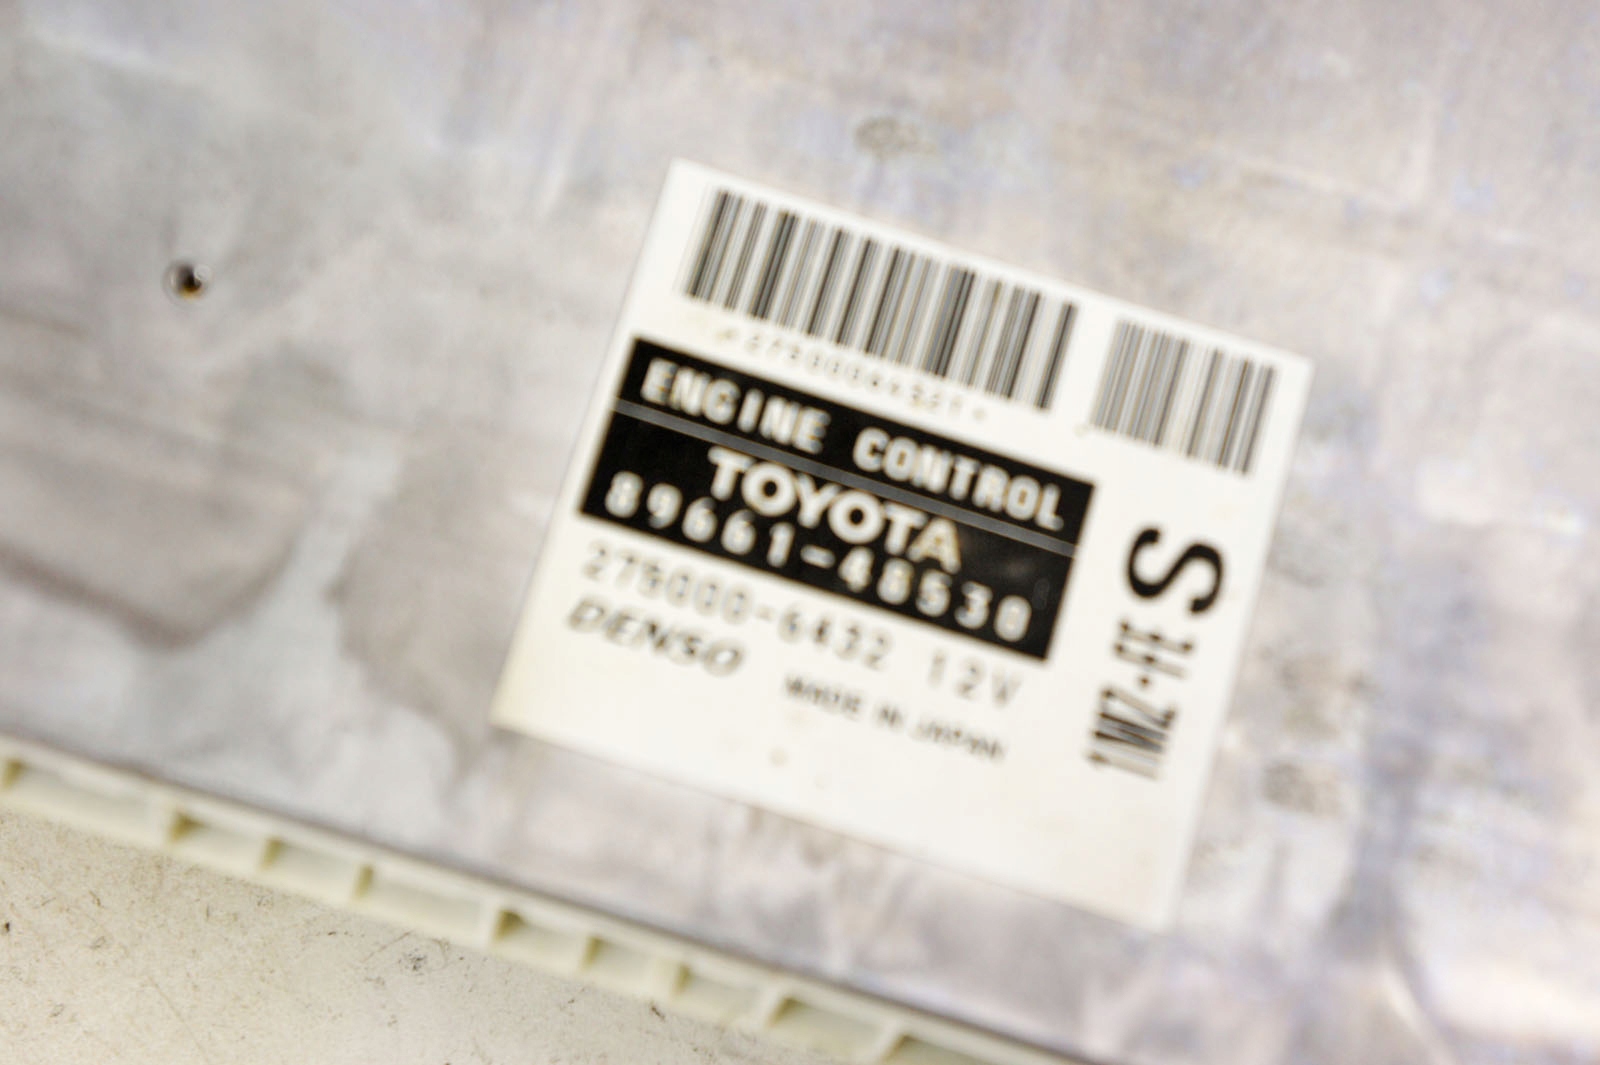 ENGINE CONTROL
TOYOTA
89661-48530
275000-6432 12V
DENSO
MADE IN JAPAN
S
1MZ-FE